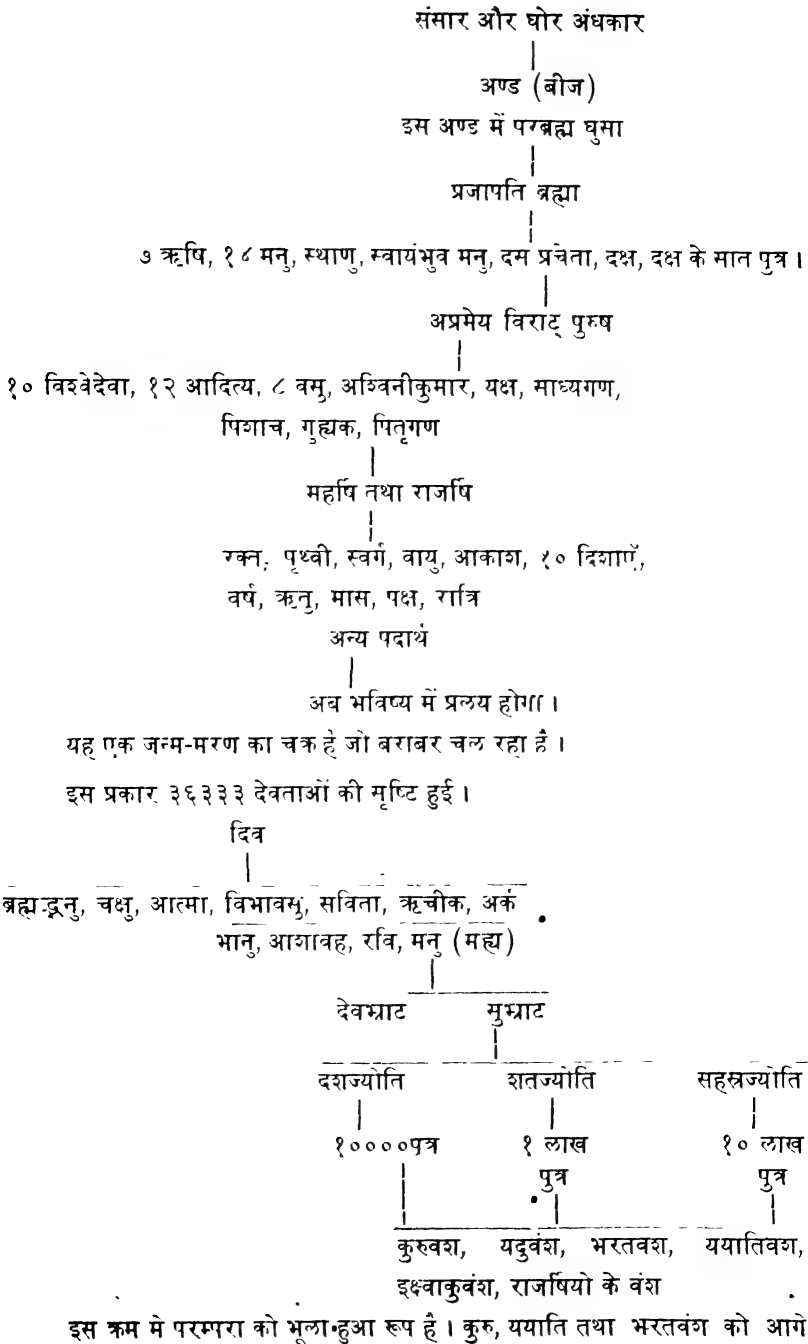 संसार और घोर अंधकार
अण्ड (बीज)
इस अण्ड में परब्रह्म घुसा
प्रजापति ब्रह्मा
७ ऋषि, १४ मनु, स्थाणु, स्वायंभुव मनु, दस प्रचेता, दक्ष, दक्ष के सात पुत्र ।
अप्रमेय विराट् पुरुष
१० विश्वेदेवा, १२ आदित्य, ८ वसु, अश्विनीकुमार, यक्ष, साध्यगण,
पिशाच, गुह्यक, पितृगण
महर्षि तथा राजर्षि
पृथ्वी, स्वर्ग, वायु, आकाश, १० दिशाएँ,
वर्ष, ऋतु, मास, पक्ष, रात्रि
अन्य पदार्थ
अब भविष्य में प्रलय होगा ।
यह एक जन्म-मरण का चक्र है जो बराबर चल रहा है ।
इस प्रकार ३६३३३ देवताओं की सृष्टि हुई ।
दिव
चक्षु, आत्मा, विभावसु, सविता, ऋचीक, अर्क
भानु, आशावह, रवि, मनु (मह्य)
देवभ्राट सुभ्राट
दशज्योति शतज्योति सहस्रज्योति
१००००पत्र १ लाख १० लाख
पुत्र पुत्र
कुरुवश, यदुवंश, भरतवश, ययातिवश,
इक्ष्वाकुवंश, राजर्षियो के वंश
इस क्रम मे परम्परा को भूला हुआ रूप है । कुरु, ययाति तथा भरतवंश को आगे